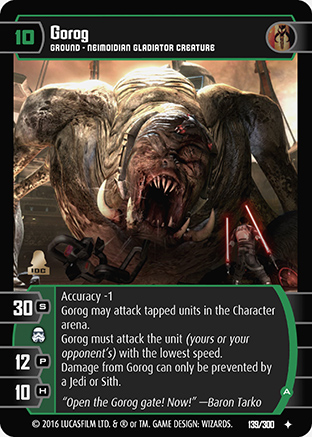 10
Gorog
GROUND - NEIMOIDIAN GLADIATOR CREATURE
IDC
30 S
Accuracy -1
Gorog may attack tapped units in the Character
arena.
Gorog must attack the unit (yours or your
opponent's) with the lowest speed.
12 P
Damage from Gorog can only be prevented by
a Jedi or Sith.
10 H
A
"Open the Gorog gate! Now!" —Baron Tarko
© 2016 LUCASFILM LTD. & ® OR TM. GAME DESIGN: WIZARDS. 139/300